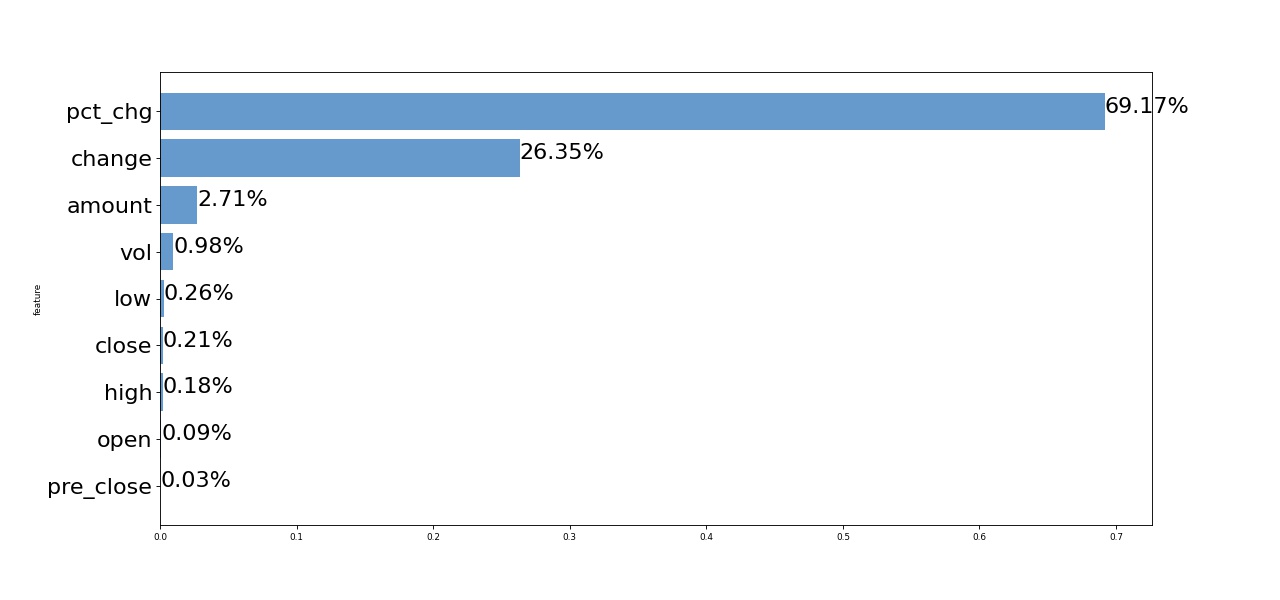 pct_chg 69.17%
change 26.35%
amount 2.71%
vol 0.98%
low 0.26%
close 0.21%
high 0.18%
open 0.09%
pre_close 0.03%
feature
0.0 0.1 0.2 0.3 0.4 0.5 0.6 0.7